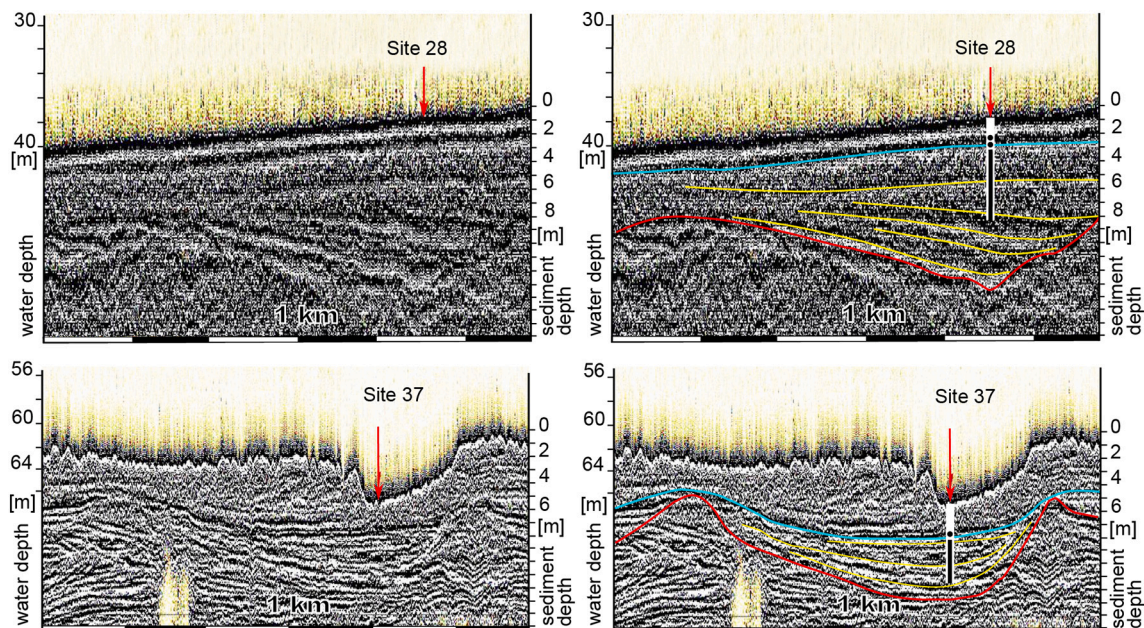 30
Site 28
0
2
40
[m]
4
6
8
[m]
water depth
sediment
depth
1 km
30
Site 28
0
2
40
[m]
4
6
8
[m]
water depth
sediment
depth
1 km
56
Site 37
60
0
2
64
4
[m]
6
[m]
water depth
sediment
depth
1 km
56
Site 37
60
0
2
64
4
[m]
6
[m]
water depth
sediment
depth
1 km